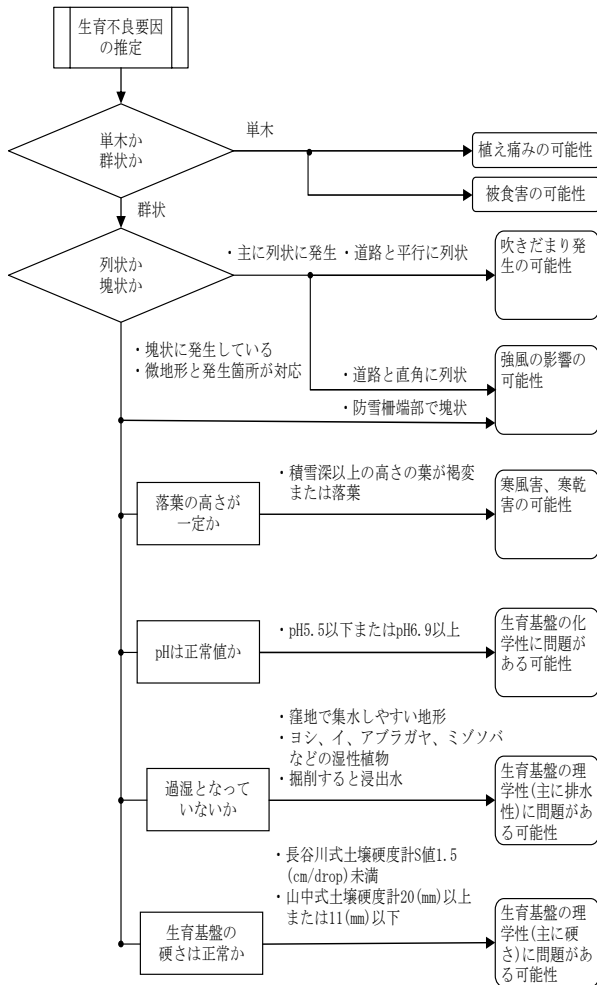 生育不良要因
の推定
単木か
群状か
単木
植え痛みの可能性
被食害の可能性
群状
列状か
塊状か
・主に列状に発生 ・道路と平行に列状
吹きだまり発
生の可能性
・塊状に発生している
・微地形と発生箇所が対応
・道路と直角に列状
・防雪柵端部で塊状
強風の影響の
可能性
落葉の高さが
一定か
・積雪深以上の高さの葉が褐変
または落葉
寒風害、寒乾
害の可能性
pHは正常値か
・pH5.5以下またはpH6.9以上
生育基盤の化
学性に問題が
ある可能性
過湿となって
いないか
・窪地で集水しやすい地形
・ヨシ、イ、アブラガヤ、ミゾソバ
などの湿性植物
・掘削すると浸出水
生育基盤の理
学性(主に排水
性)に問題があ
る可能性
生育基盤の
硬さは正常か
・長谷川式土壌硬度計S値1.5
(cm/drop)未満
・山中式土壌硬度計20(mm)以上
または11(mm)以下
生育基盤の理
学性(主に硬
さ)に問題があ
る可能性